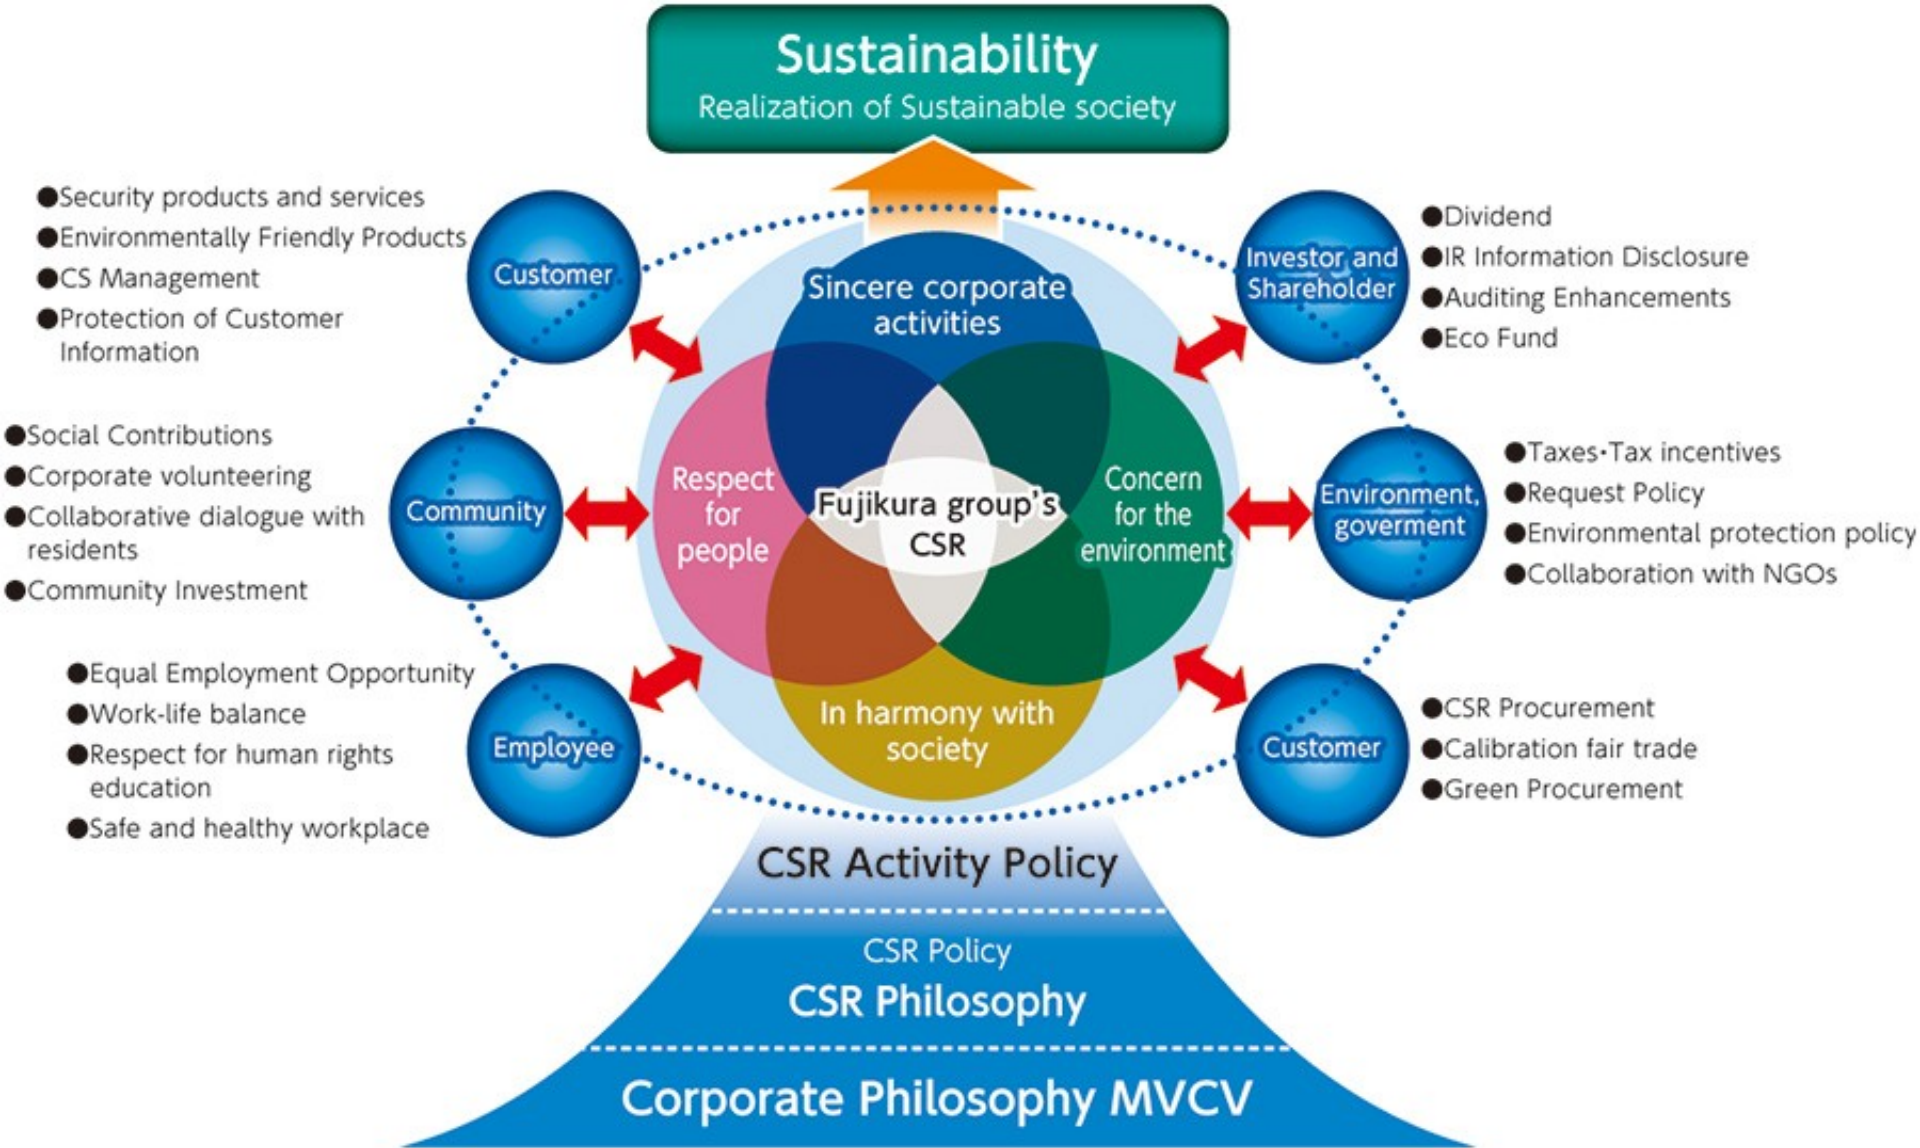 Sustainability
Realization of Sustainable society
●Security products and services
●Environmentally Friendly Products
●CS Management
●Protection of Customer
Information
Customer
Investor and
Shareholder
●Dividend
●IR Information Disclosure
●Auditing Enhancements
●Eco Fund
Sincere corporate
activities
●Social Contributions
●Corporate volunteering
●Collaborative dialogue with
residents
●Community Investment
Community
Respect
for
people
Fujikura group's
CSR
Concern
for the
environment
Environment,
goverment
●Taxes•Tax incentives
●Request Policy
●Environmental protection policy
●Collaboration with NGOs
●Equal Employment Opportunity
●Work-life balance
●Respect for human rights
education
●Safe and healthy workplace
Employee
In harmony with
society
Customer
●CSR Procurement
●Calibration fair trade
●Green Procurement
CSR Activity Policy
CSR Policy
CSR Philosophy
Corporate Philosophy MVCV